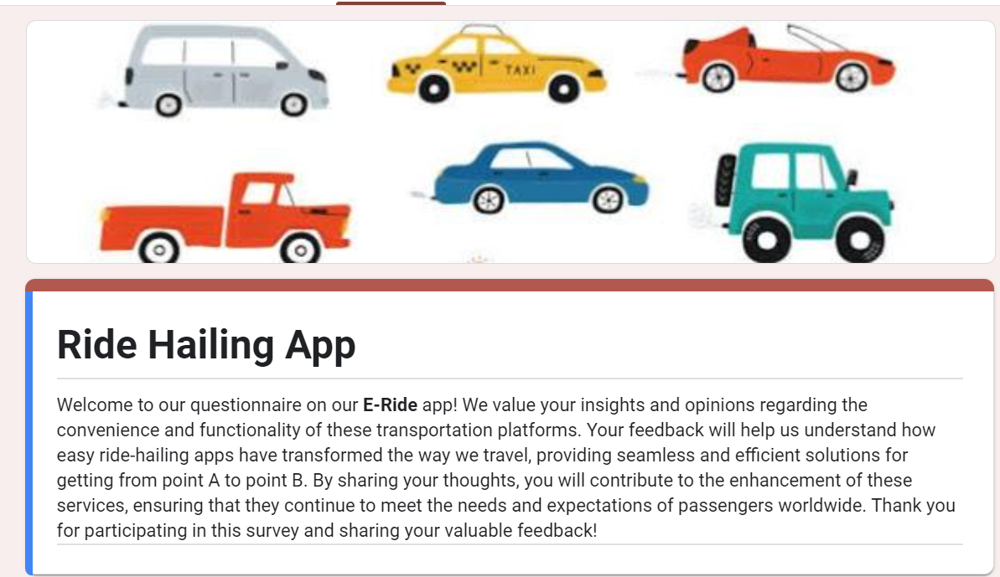 TAXI
Ride Hailing App
Welcome to our questionnaire on our E-Ride app! We value your insights and opinions regarding the
convenience and functionality of these transportation platforms. Your feedback will help us understand how
easy ride-hailing apps have transformed the way we travel, providing seamless and efficient solutions for
getting from point A to point B. By sharing your thoughts, you will contribute to the enhancement of these
services, ensuring that they continue to meet the needs and expectations of passengers worldwide. Thank you
for participating in this survey and sharing your valuable feedback!